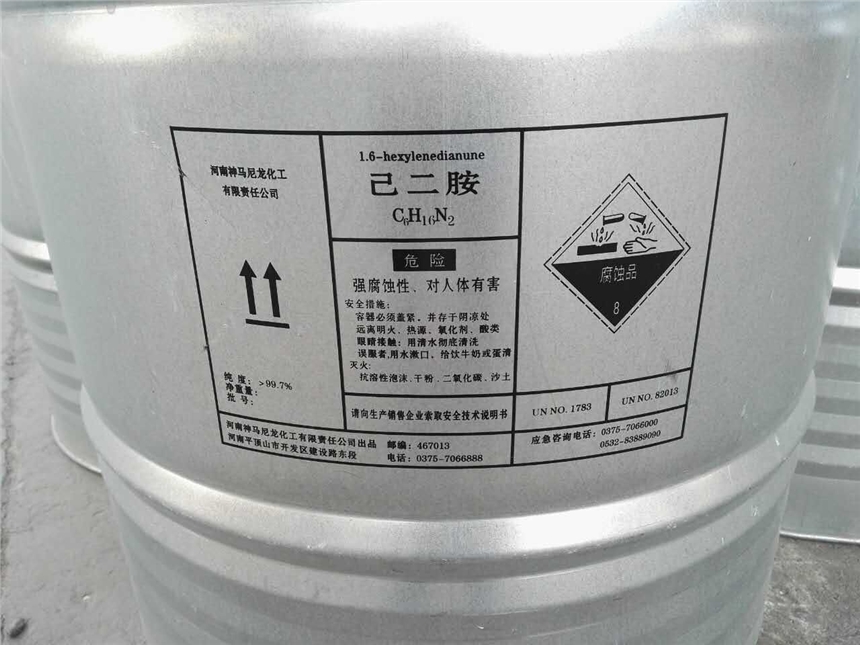 河南神马尼龙化工
有限责任公司
纯度：>99.7%
净重量：
批号：
1.6-hexylenedianune
己二胺
C6H16N2
危险
强腐蚀性、对人体有害
安全措施：
容器必须盖紧，并存于阴凉处
远离明火、热源、氧化剂、酸类
眼睛接触：用清水彻底清洗
误服者，用水漱口、给饮牛奶或蛋清
灭火：
抗溶性泡沫、干粉、二氧化碳、沙土
请向生产销售企业索取安全技术说明书
腐蚀品
8
UN NO. 1783
UN NO. 82013
河南神马尼龙化工有限责任公司出品 邮编：467013
河南平顶山市开发区建设路东段 电话：0375-7066888
应急咨询电话：0375-7066000
0532-83889090